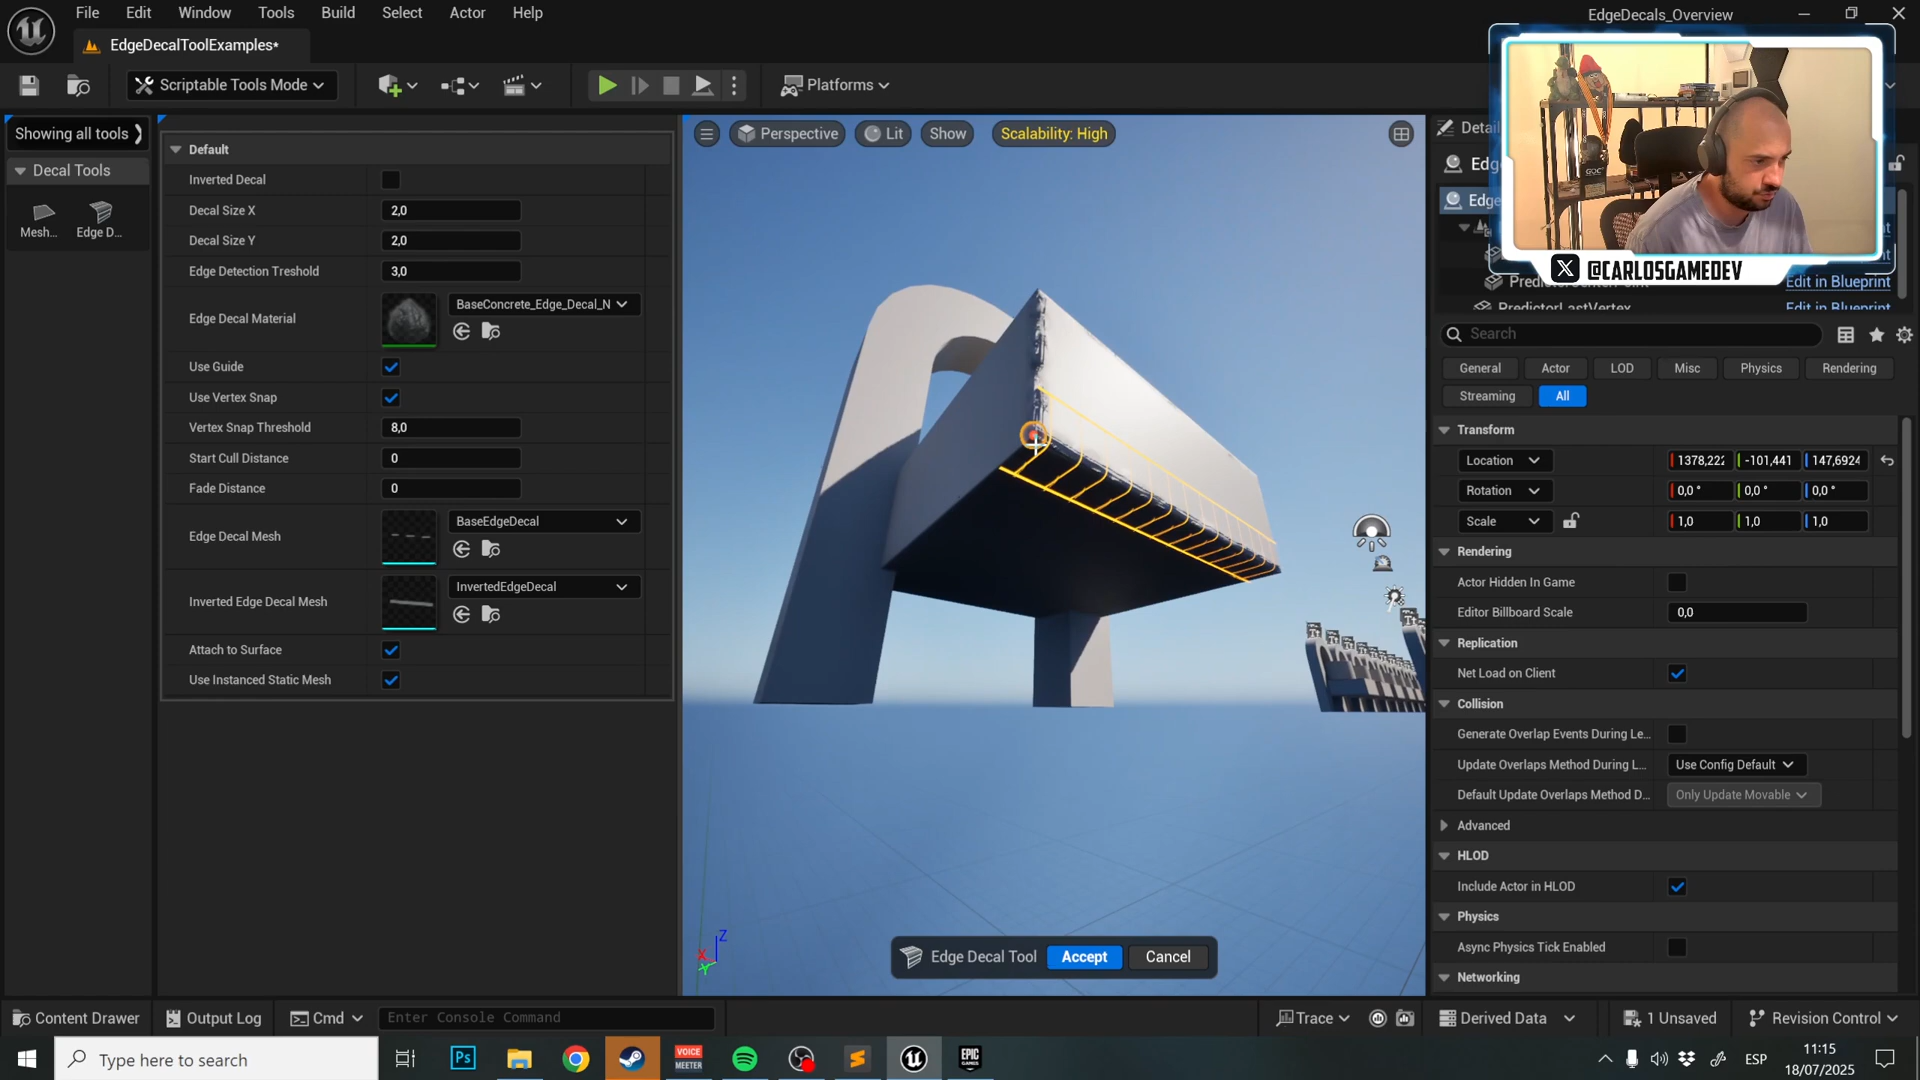 File Edit Window Tools Build Select Actor Help
EdgeDecals_Overview
EdgeDecalToolExamples*
Scriptable Tools Mode
Platforms
Showing all tools
Decal Tools
Mesh... Edge D...
Default
Inverted Decal
Decal Size X 2,0
Decal Size Y 2,0
Edge Detection Treshold 3,0
Edge Decal Material BaseConcrete_Edge_Decal_N
Use Guide
Use Vertex Snap
Vertex Snap Threshold 8,0
Start Cull Distance 0
Fade Distance 0
Edge Decal Mesh BaseEdgeDecal
Inverted Edge Decal Mesh InvertedEdgeDecal
Attach to Surface
Use Instanced Static Mesh
Perspective Lit Show Scalability: High
X Z Y
Edge Decal Tool Accept Cancel
@CARLOSGAMEDEV
Edit in Blueprint
PredictorLastVertex Edit in Blueprint
Search
General Actor LOD Misc Physics Rendering
Streaming All
Transform
Location 1378,222 -101,441 147,6924
Rotation 0,0 ° 0,0 ° 0,0 °
Scale 1,0 1,0 1,0
Rendering
Actor Hidden In Game
Editor Billboard Scale 0,0
Replication
Net Load on Client
Collision
Generate Overlap Events During Le...
Update Overlaps Method During L... Use Config Default
Default Update Overlaps Method D... Only Update Movable
Advanced
HLOD
Include Actor in HLOD
Physics
Async Physics Tick Enabled
Networking
Content Drawer Output Log Cmd Enter Console Command Trace Derived Data 1 Unsaved Revision Control
Type here to search
Ps
VOICE
MEETER
EPIC
GAMES
ESP
11:15
18/07/2025